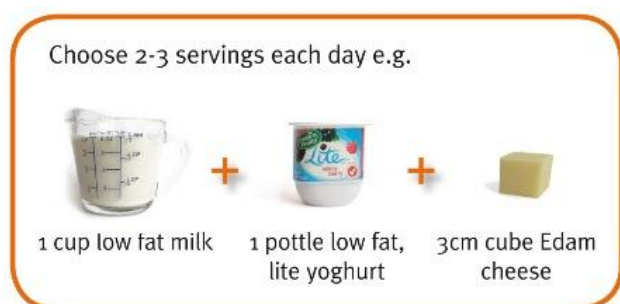 Choose 2-3 servings each day e.g.
Lite
1 cup low fat milk
1 pottle low fat,
lite yoghurt
3cm cube Edam
cheese